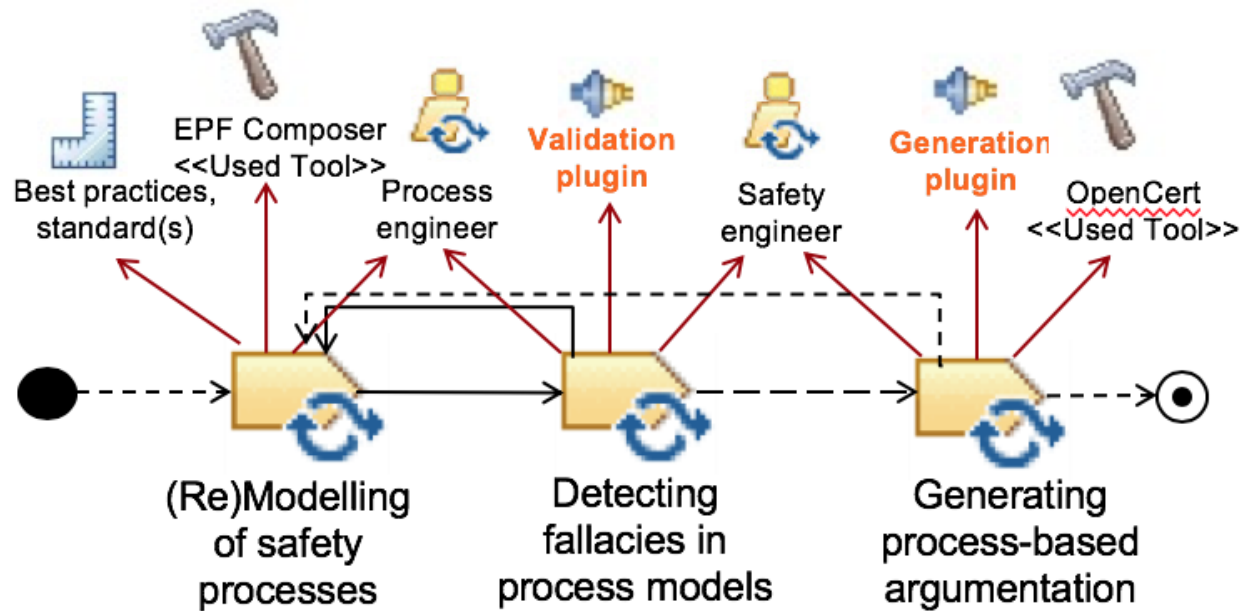 EPF Composer
<<Used Tool>>
Best practices,
standard(s)
Process
engineer
Validation
plugin
Safety
engineer
Generation
plugin
OpenCert
<<Used Tool>>
(Re)Modelling
of safety
processes
Detecting
fallacies in
process models
Generating
process-based
argumentation